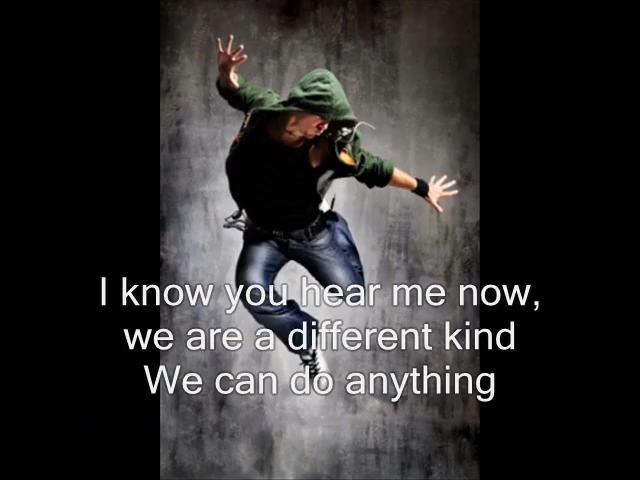 I know you hear me now,
we are a different kind
We can do anything